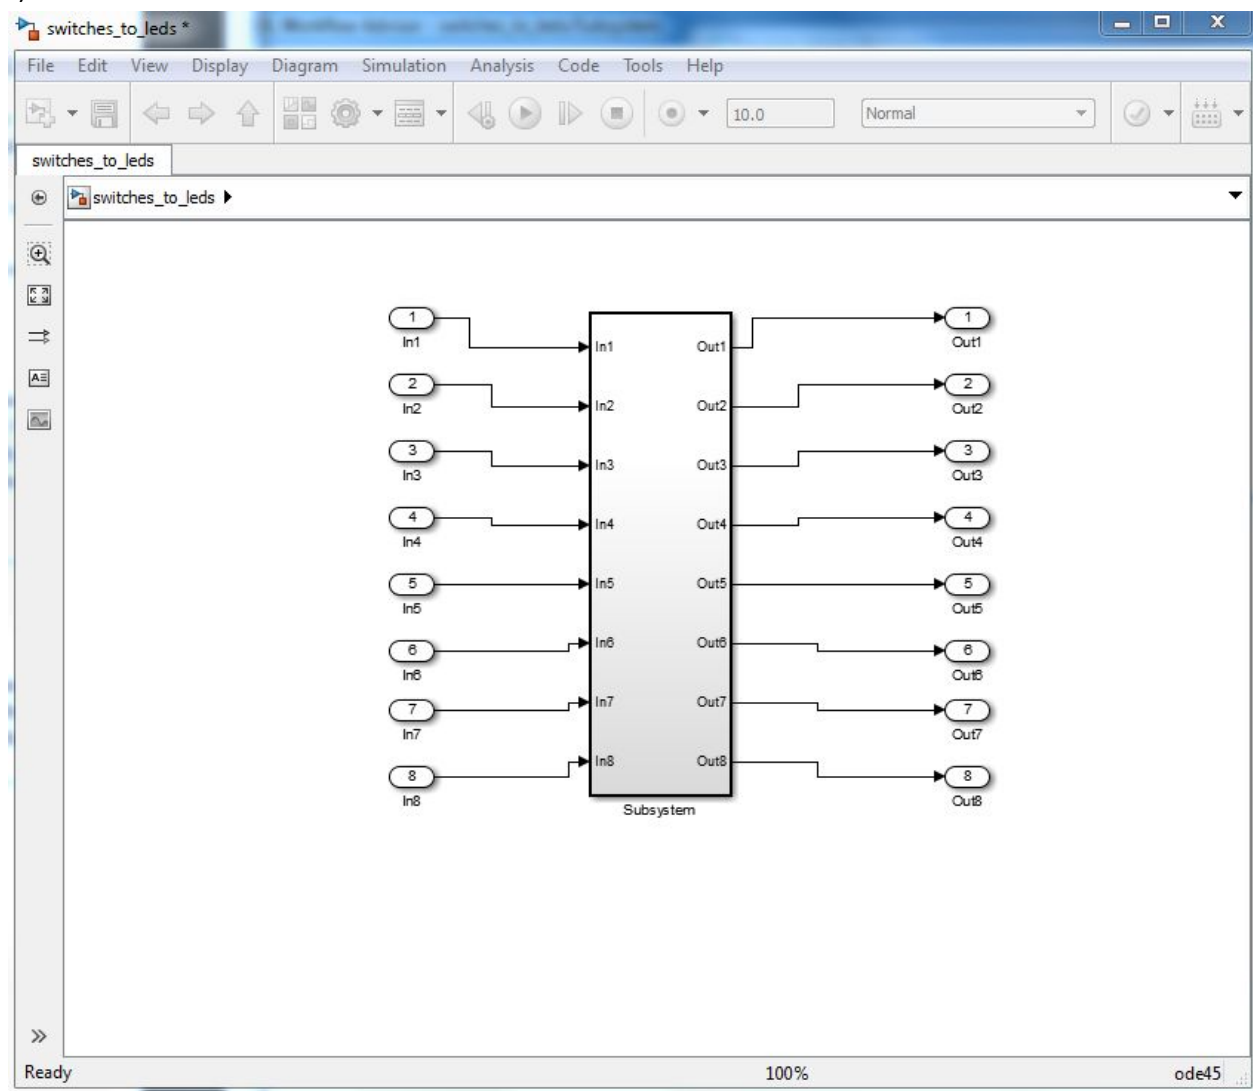 switches_to_leds *
File Edit View Display Diagram Simulation Analysis Code Tools Help
10.0 Normal
switches_to_leds
switches_to_leds
1 1
In1 In1 Out1 Out1
2 2
In2 In2 Out2 Out2
3 3
In3 In3 Out3 Out3
4 4
In4 In4 Out4 Out4
5 5
In5 In5 Out5 Out5
6 6
In6 In6 Out6 Out6
7 7
In7 In7 Out7 Out7
8 8
In8 In8 Out8 Out8
Subsystem
Ready 100% ode45